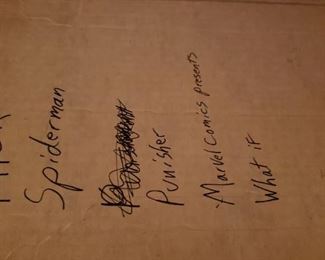 Spiderman
Punisher
Marvel Comics presents
What if